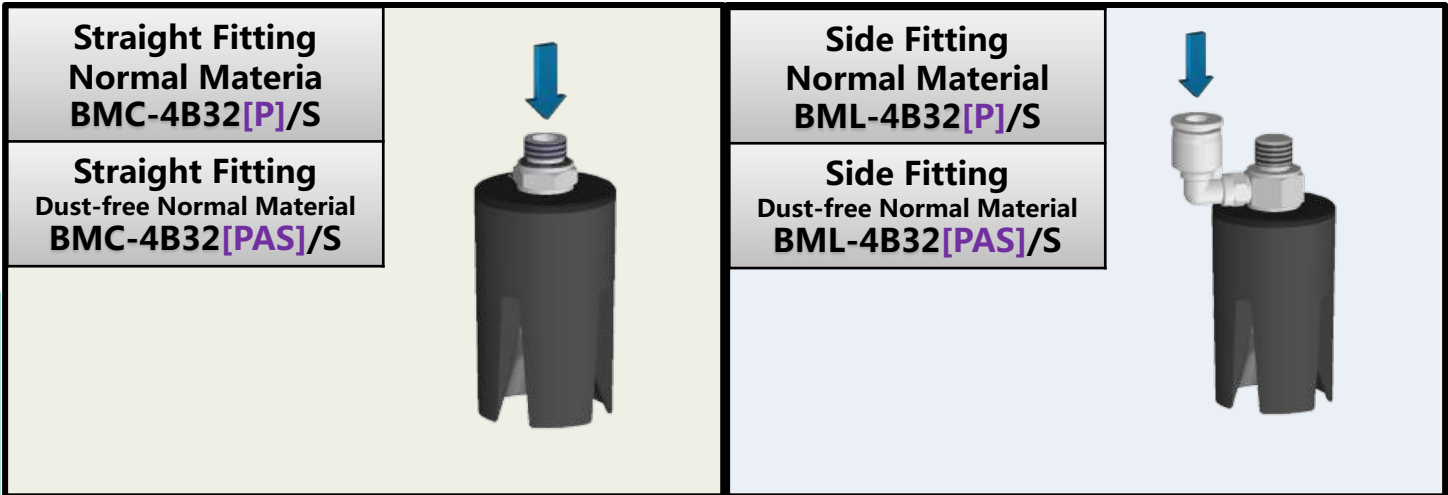 Straight Fitting
Normal Materia
BMC-4B32[P]/S
Straight Fitting
Dust-free Normal Material
BMC-4B32[PAS]/S
Side Fitting
Normal Material
BML-4B32[P]/S
Side Fitting
Dust-free Normal Material
BML-4B32[PAS]/S